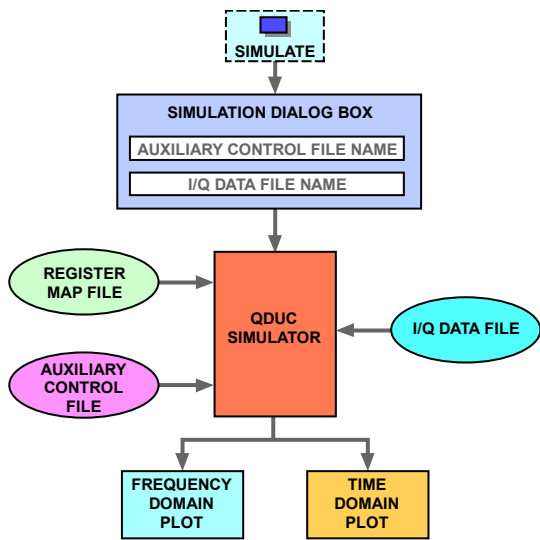 SIMULATE
SIMULATION DIALOG BOX
AUXILIARY CONTROL FILE NAME
I/Q DATA FILE NAME
REGISTER
MAP FILE
QDUC
SIMULATOR
I/Q DATA FILE
AUXILIARY
CONTROL
FILE
FREQUENCY
DOMAIN
PLOT
TIME
DOMAIN
PLOT